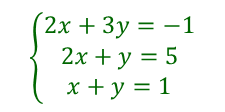 2x + 3y = −1
2x + y = 5
x + y = 1